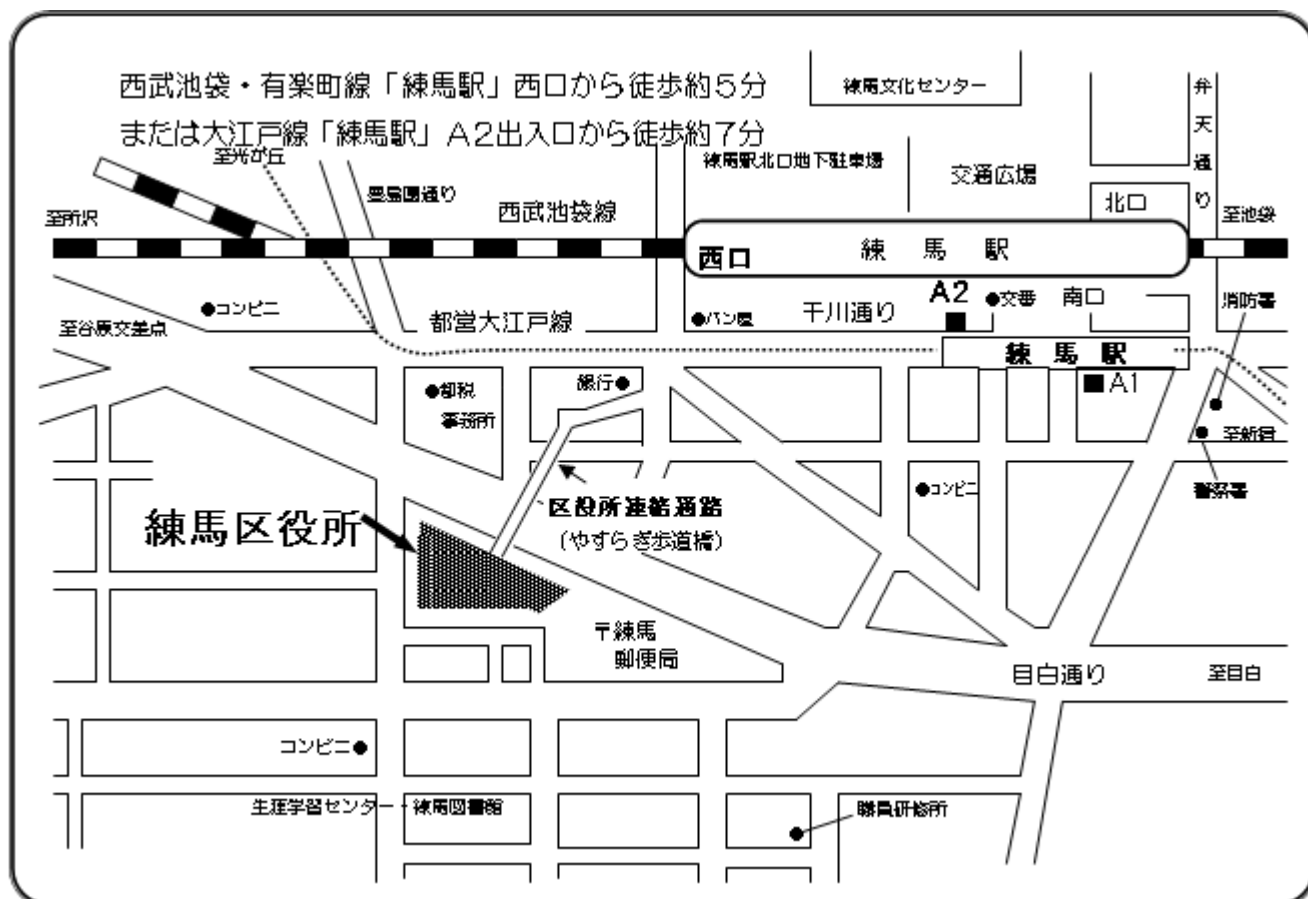 西武池袋・有楽町線「練馬駅」西口から徒歩約５分
または大江戸線「練馬駅」Ａ２出入口から徒歩約７分
練馬文化センター
弁天通り
至光が丘
練馬駅北口地下駐車場
交通広場
豊島園通り
北口
至所沢
西武池袋線
至池袋
西口
練馬駅
A2
交番
南口
消防署
コンビニ
至谷原交差点
都営大江戸線
パン屋
千川通り
練馬駅
銀行
A1
都税
事務所
至新宿
コンビニ
警察署
練馬区役所
区役所連絡通路
(やすらぎ歩道橋)
〒練馬
郵便局
目白通り
至目白
コンビニ
生涯学習センター・練馬図書館
職員研修所